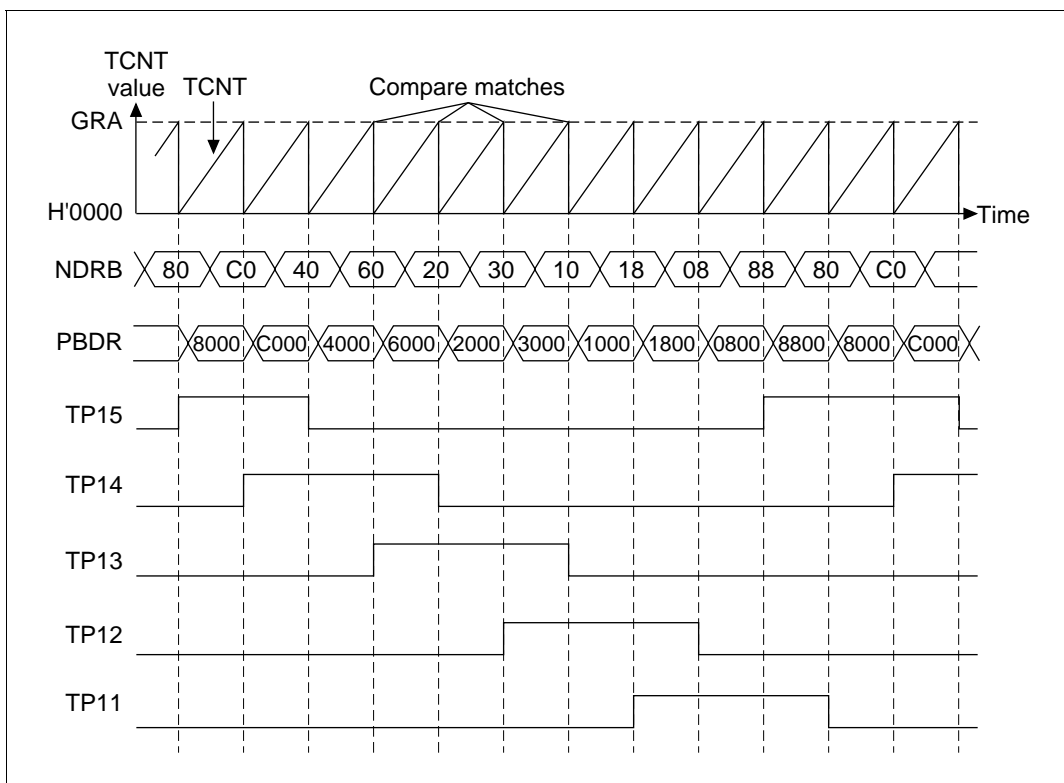 TCNT value
TCNT
Compare matches
GRA
H'0000
Time
NDRB 80 C0 40 60 20 30 10 18 08 88 80 C0
PBDR 8000 C000 4000 6000 2000 3000 1000 1800 0800 8800 8000 C000
TP15
TP14
TP13
TP12
TP11